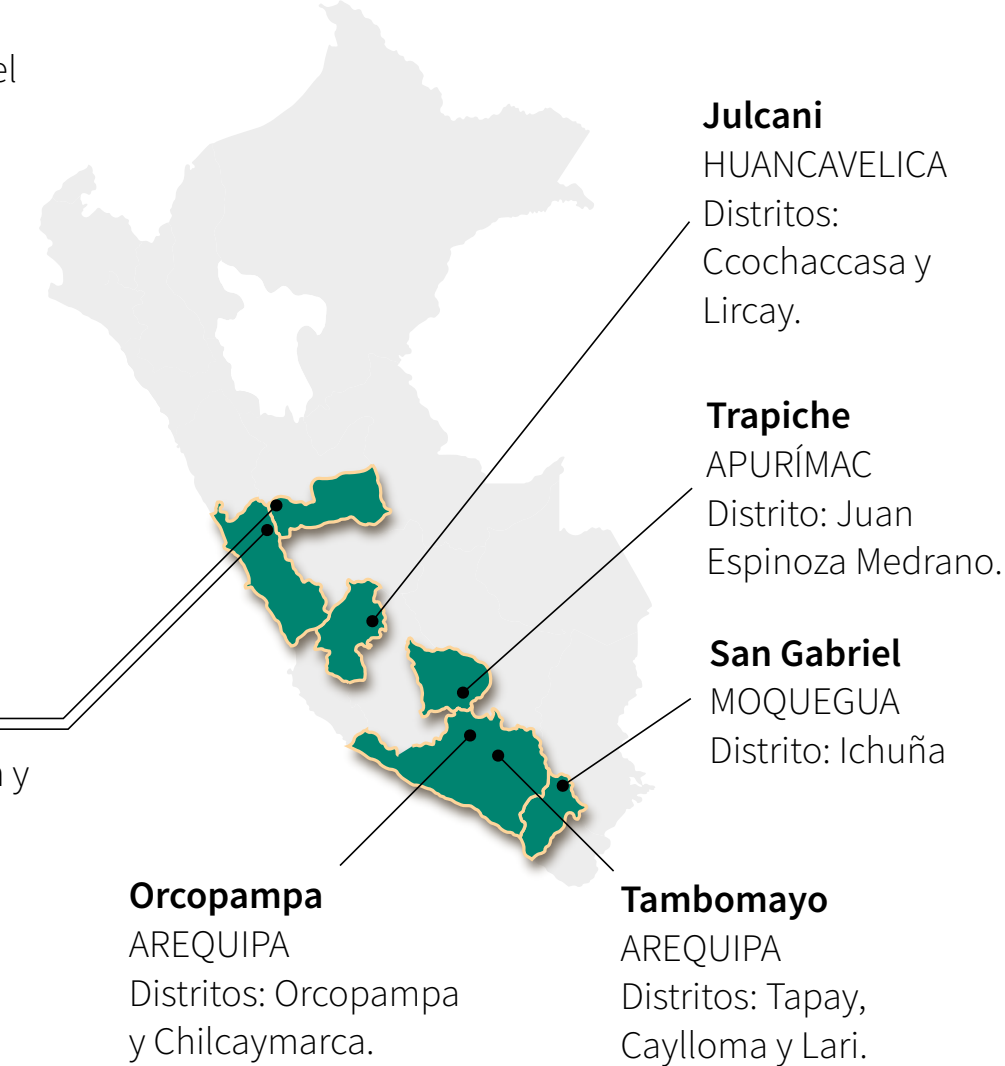 el
Julcani
HUANCAVELICA
Distritos:
Ccochaccasa y
Lircay.
Trapiche
APURÍMAC
Distrito: Juan
Espinoza Medrano.
San Gabriel
MOQUEGUA
Distrito: Ichuña
y
Orcopampa
AREQUIPA
Distritos: Orcopampa
y Chilcaymarca.
Tambomayo
AREQUIPA
Distritos: Tapay,
Caylloma y Lari.